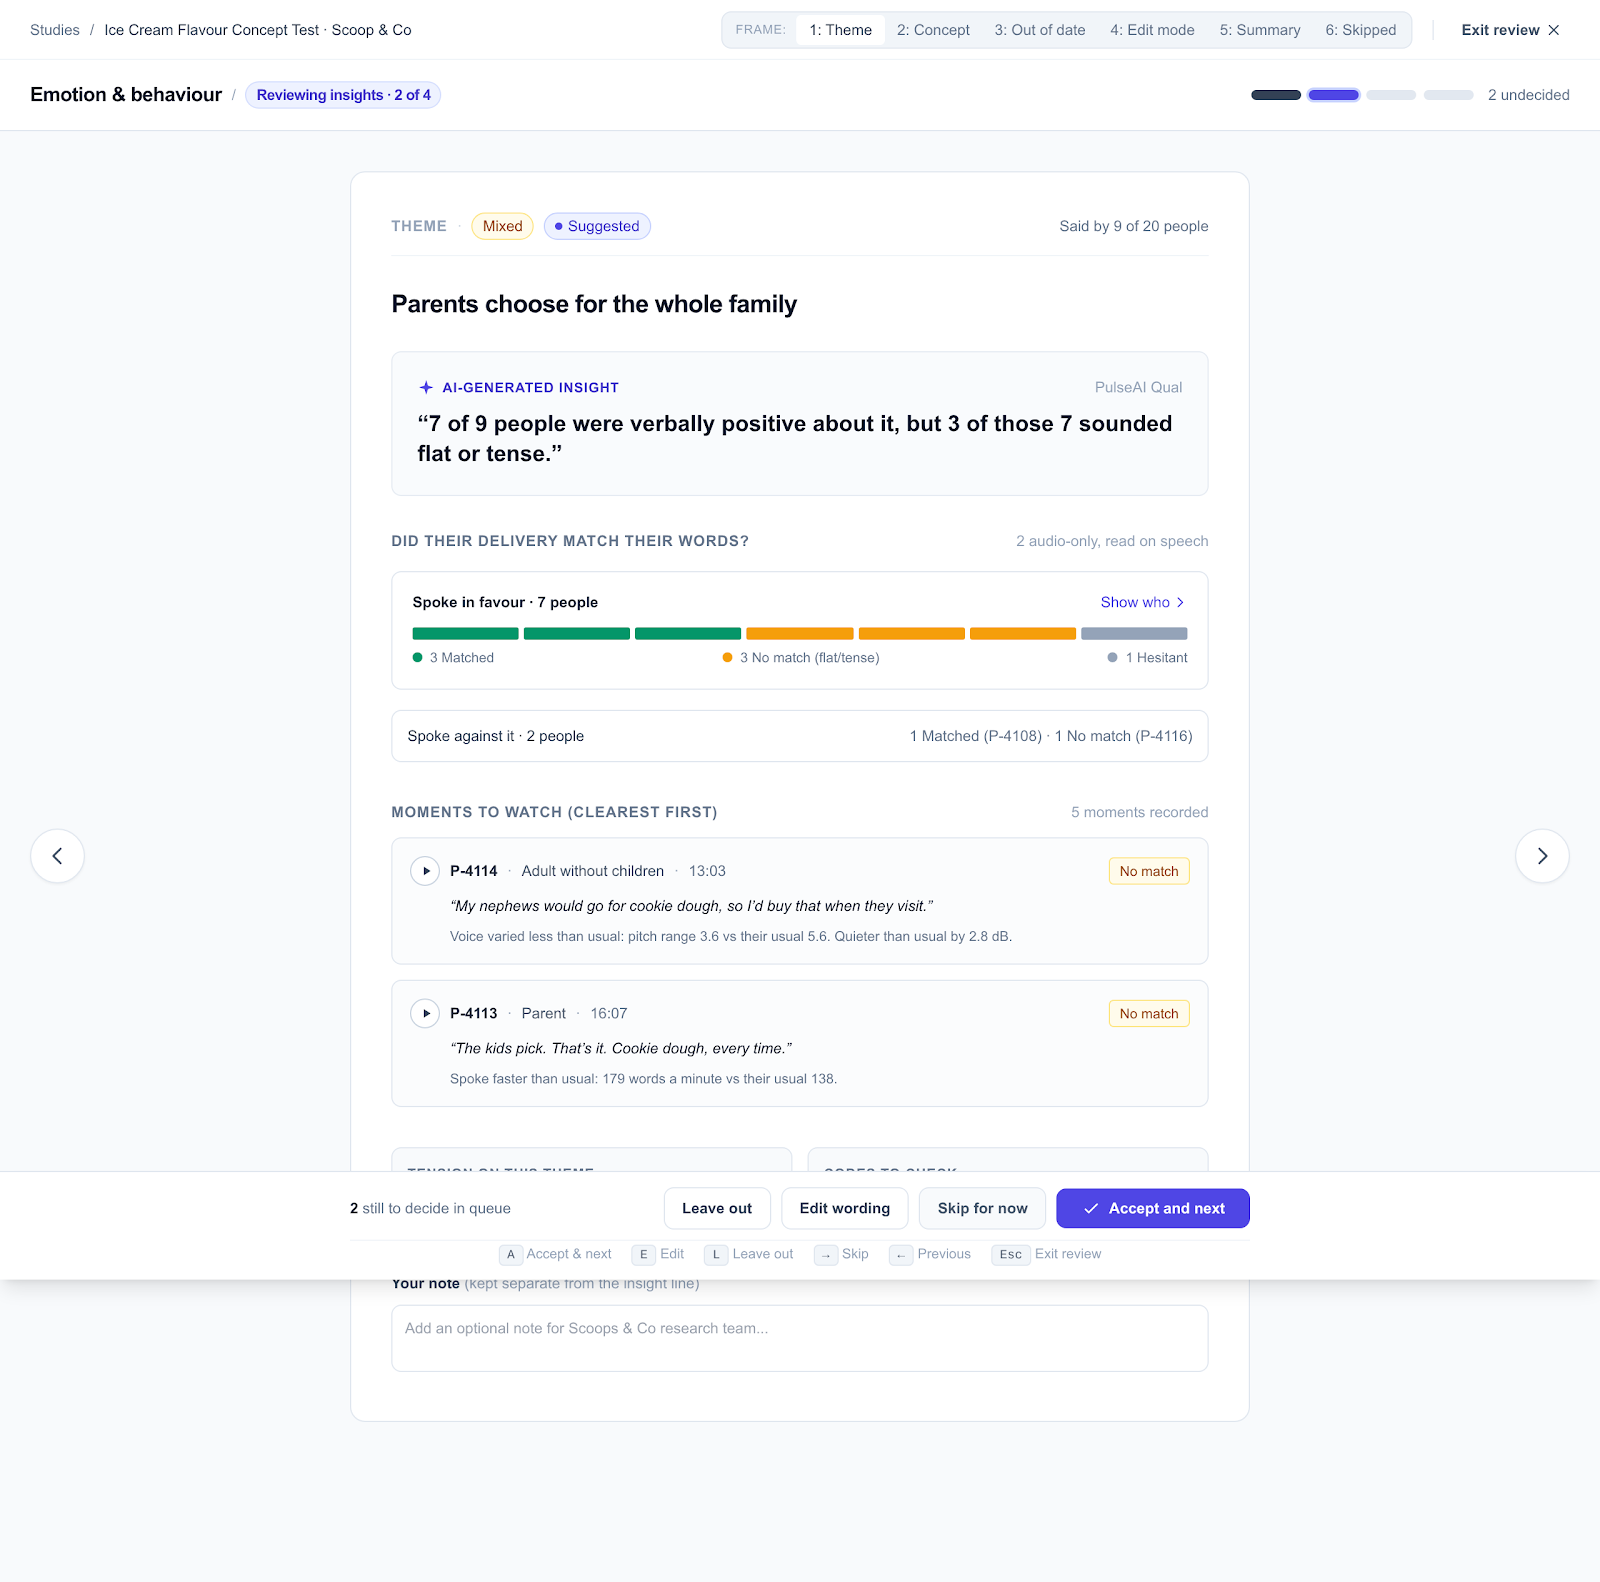 Studies / Ice Cream Flavour Concept Test · Scoop & Co
FRAME: 1: Theme 2: Concept 3: Out of date 4: Edit mode 5: Summary 6: Skipped
Exit review
Emotion & behaviour / Reviewing insights · 2 of 4
2 undecided
THEME · Mixed Suggested
Said by 9 of 20 people
Parents choose for the whole family
AI-GENERATED INSIGHT
PulseAI Qual
“7 of 9 people were verbally positive about it, but 3 of those 7 sounded
flat or tense.”
DID THEIR DELIVERY MATCH THEIR WORDS?
2 audio-only, read on speech
Spoke in favour · 7 people
Show who
3 Matched
3 No match (flat/tense)
1 Hesitant
Spoke against it · 2 people
1 Matched (P-4108) · 1 No match (P-4116)
MOMENTS TO WATCH (CLEAREST FIRST)
5 moments recorded
P-4114 · Adult without children · 13:03
No match
“My nephews would go for cookie dough, so I’d buy that when they visit.”
Voice varied less than usual: pitch range 3.6 vs their usual 5.6. Quieter than usual by 2.8 dB.
P-4113 · Parent · 16:07
No match
“The kids pick. That’s it. Cookie dough, every time.”
Spoke faster than usual: 179 words a minute vs their usual 138.
TENSION ON THIS THEME
CODES TO CHECK
2 still to decide in queue
Leave out
Edit wording
Skip for now
Accept and next
A Accept & next E Edit L Leave out → Skip ← Previous Esc Exit review
Your note (kept separate from the insight line)
Add an optional note for Scoops & Co research team...